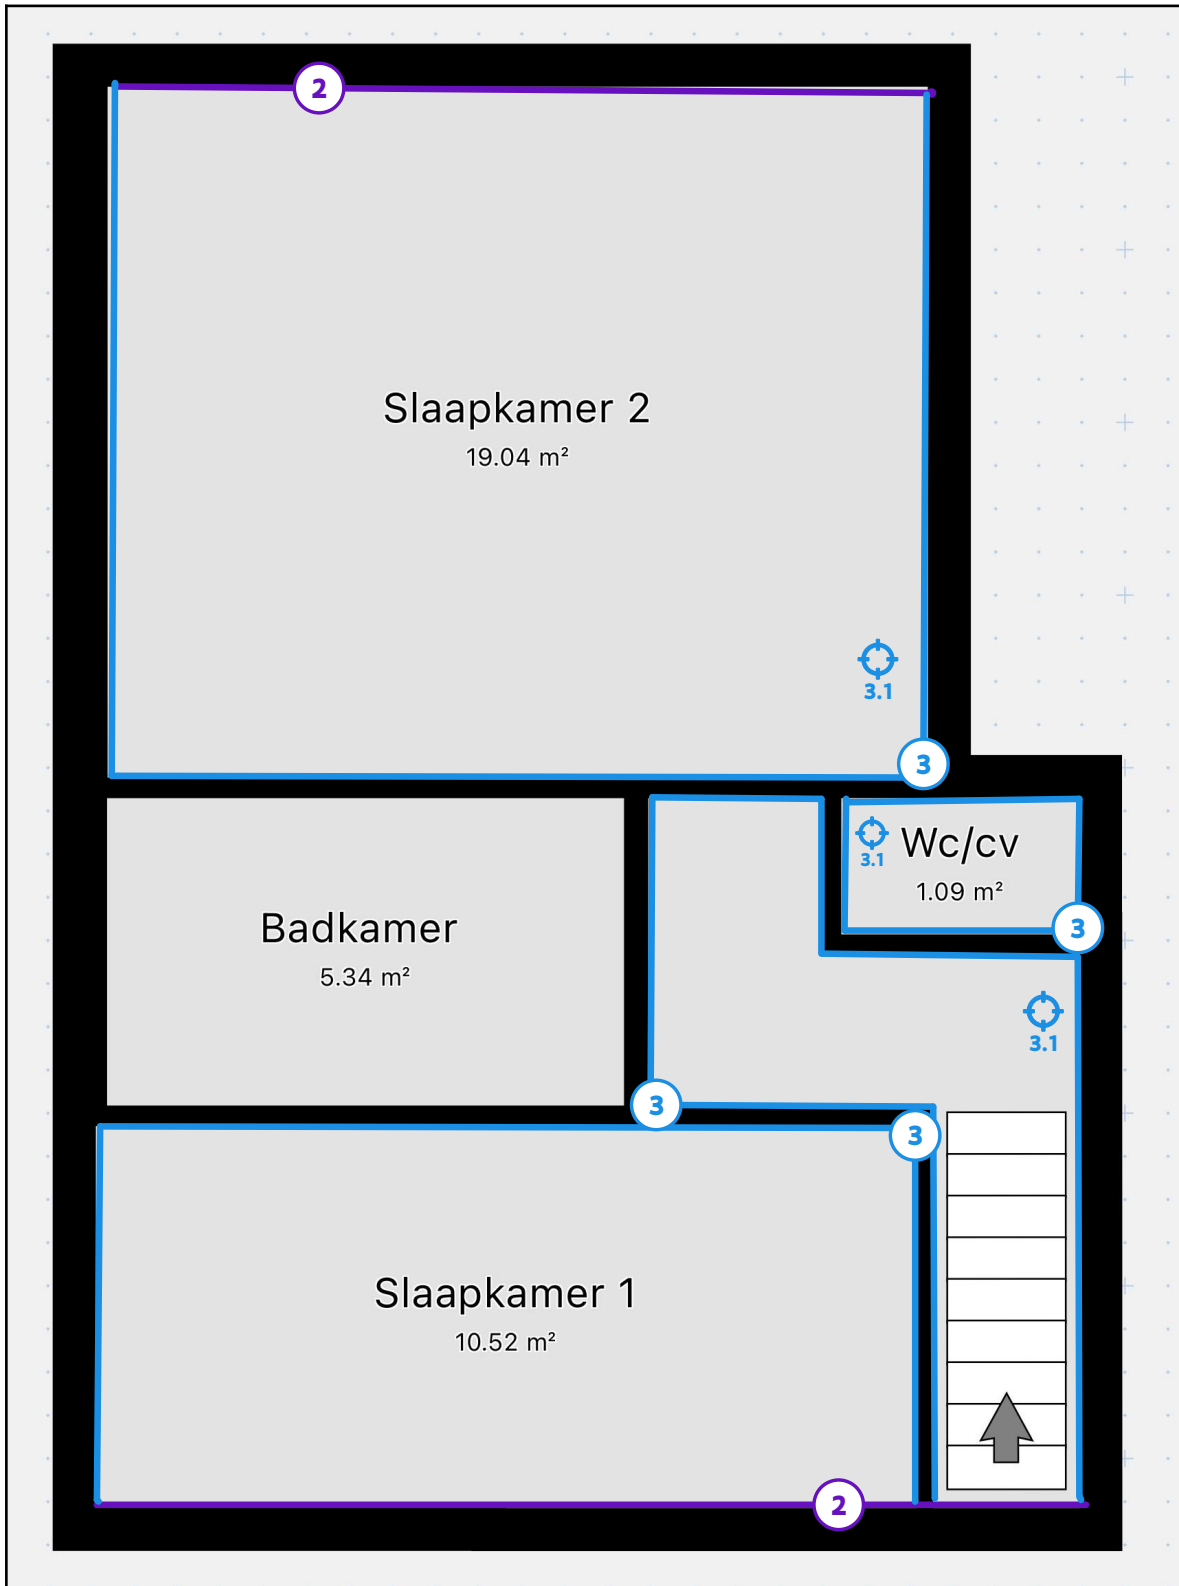 2
Slaapkamer 2
19.04 m²
3.1
3
3.1
Wc/cv
1.09 m²
3
Badkamer
5.34 m²
3.1
3
3
Slaapkamer 1
10.52 m²
2